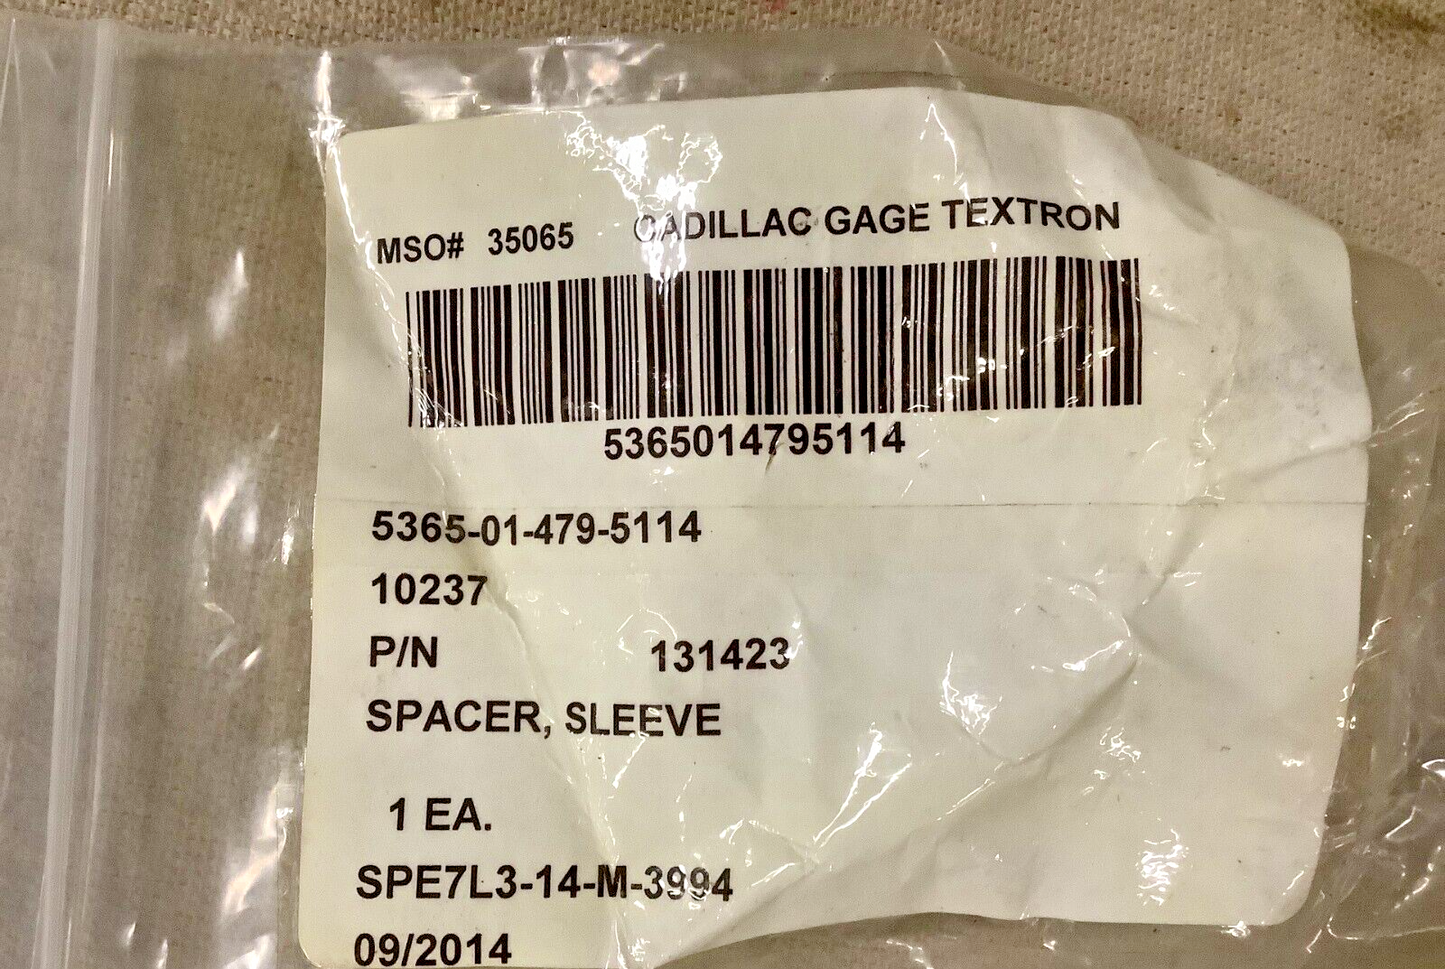 MSO# 35065 CADILLAC GAGE TEXTRON
5365014795114
5365-01-479-5114
10237
P/N 131423
SPACER, SLEEVE
1 EA.
SPE7L3-14-M-3994
09/2014